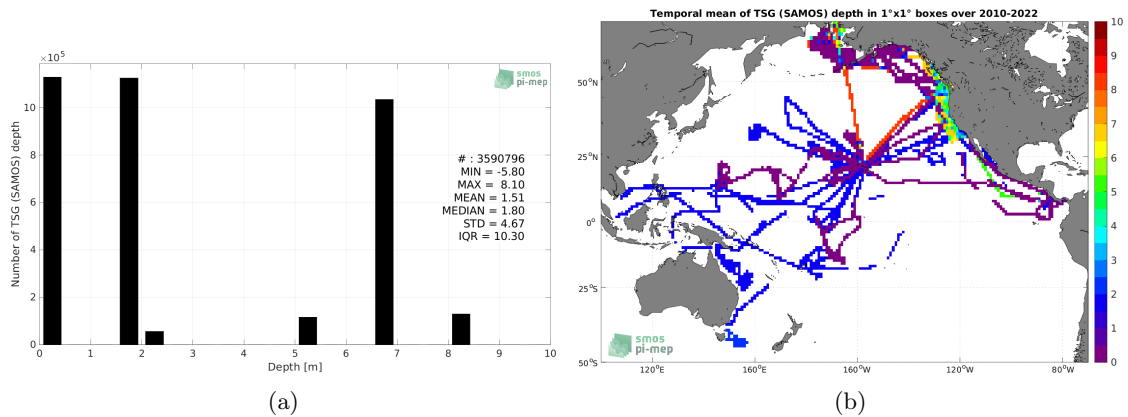 ×10⁵
10
8
6
4
2
0
Number of TSG (SAMOS) depth
0 1 2 3 4 5 6 7 8 9 10
Depth [m]
smos
pi-mep
# : 3590796
MIN = -5.80
MAX = 8.10
MEAN = 1.51
MEDIAN = 1.80
STD = 4.67
IQR = 10.30
(a)
Temporal mean of TSG (SAMOS) depth in 1°x1° boxes over 2010-2022
50°N
25°N
0°
25°S
50°S
120°E 160°E 160°W 120°W 80°W
smos
pi-mep
10
9
8
7
6
5
4
3
2
1
0
(b)